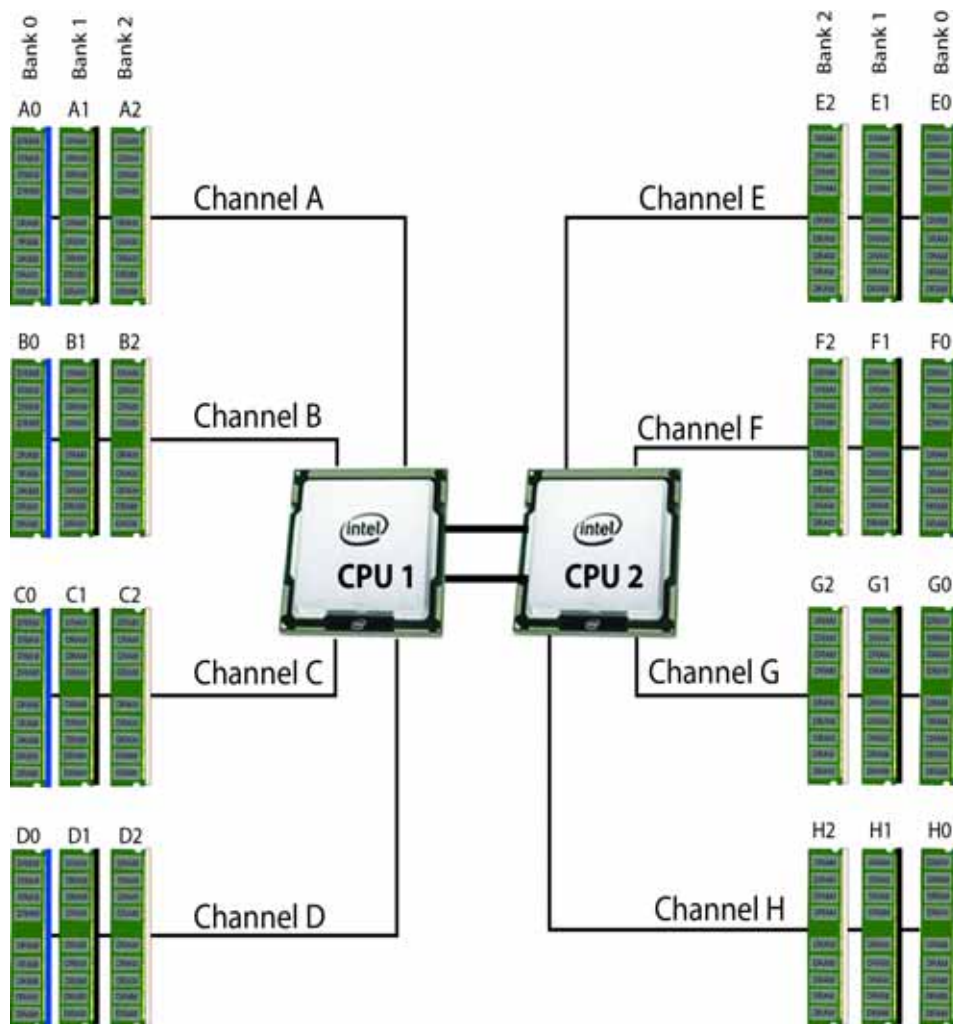 Bank 0
Bank 1
Bank 2
Bank 2
Bank 1
Bank 0
A0 A1 A2
E2 E1 E0
Channel A
Channel E
B0 B1 B2
F2 F1 F0
Channel B
Channel F
intel
CPU 1
intel
CPU 2
C0 C1 C2
G2 G1 G0
Channel C
Channel G
D0 D1 D2
H2 H1 H0
Channel D
Channel H